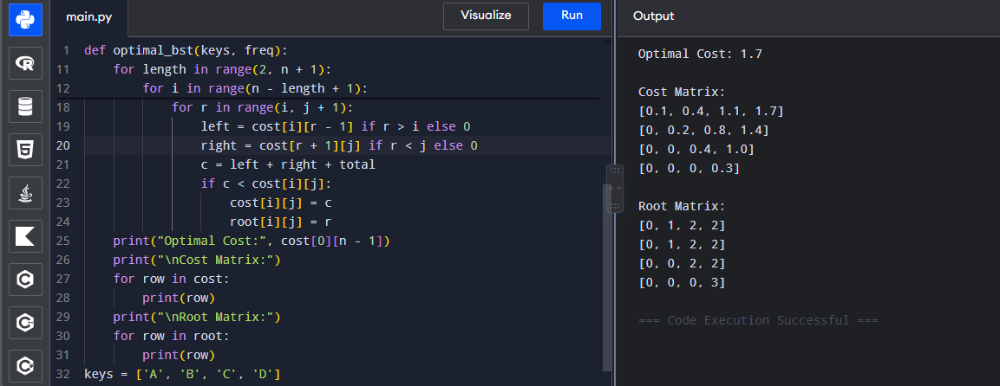 main.py
Visualize
Run
1 def optimal_bst(keys, freq):
11     for length in range(2, n + 1):
12         for i in range(n - length + 1):
18             for r in range(i, j + 1):
19                 left = cost[i][r - 1] if r > i else 0
20                 right = cost[r + 1][j] if r < j else 0
21                 c = left + right + total
22                 if c < cost[i][j]:
23                     cost[i][j] = c
24                     root[i][j] = r
25     print("Optimal Cost:", cost[0][n - 1])
26     print("\nCost Matrix:")
27     for row in cost:
28         print(row)
29     print("\nRoot Matrix:")
30     for row in root:
31         print(row)
32 keys = ['A', 'B', 'C', 'D']
Output
Optimal Cost: 1.7
Cost Matrix:
[0.1, 0.4, 1.1, 1.7]
[0, 0.2, 0.8, 1.4]
[0, 0, 0.4, 1.0]
[0, 0, 0, 0.3]
Root Matrix:
[0, 1, 2, 2]
[0, 1, 2, 2]
[0, 0, 2, 2]
[0, 0, 0, 3]
=== Code Execution Successful ===